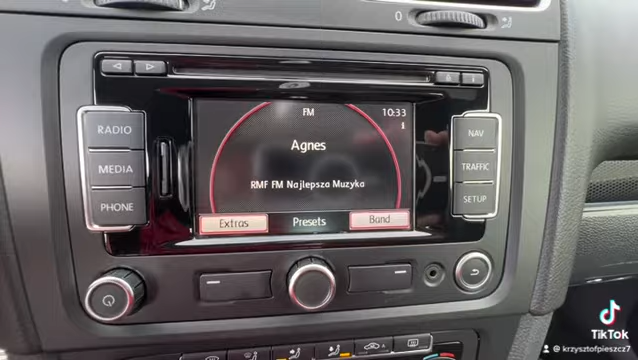 0
FM
10:33
RADIO
Agnes
NAV
MEDIA
RMF FM Najlepsza Muzyka
TRAFFIC
PHONE
SETUP
Extras
Presets
Band
TikTok
@ krzysztofpieszcz7